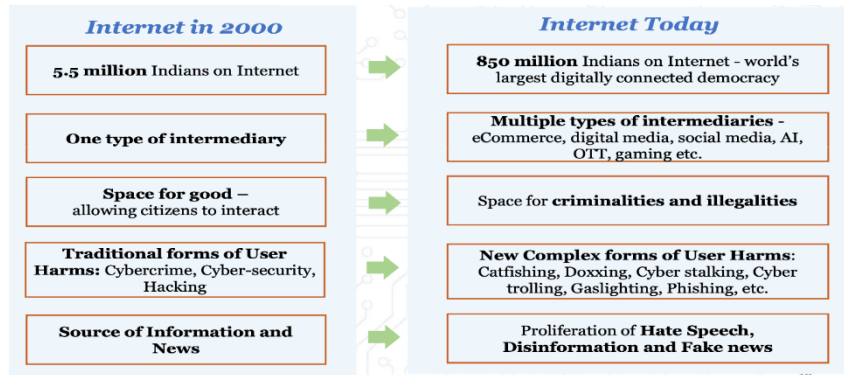 Internet in 2000
Internet Today
5.5 million Indians on Internet
850 million Indians on Internet - world's
largest digitally connected democracy
One type of intermediary
Multiple types of intermediaries -
eCommerce, digital media, social media, AI,
OTT, gaming etc.
Space for good –
allowing citizens to interact
Space for criminalities and illegalities
Traditional forms of User
Harms: Cybercrime, Cyber-security,
Hacking
New Complex forms of User Harms:
Catfishing, Doxxing, Cyber stalking, Cyber
trolling, Gaslighting, Phishing, etc.
Source of Information and
News
Proliferation of Hate Speech,
Disinformation and Fake news